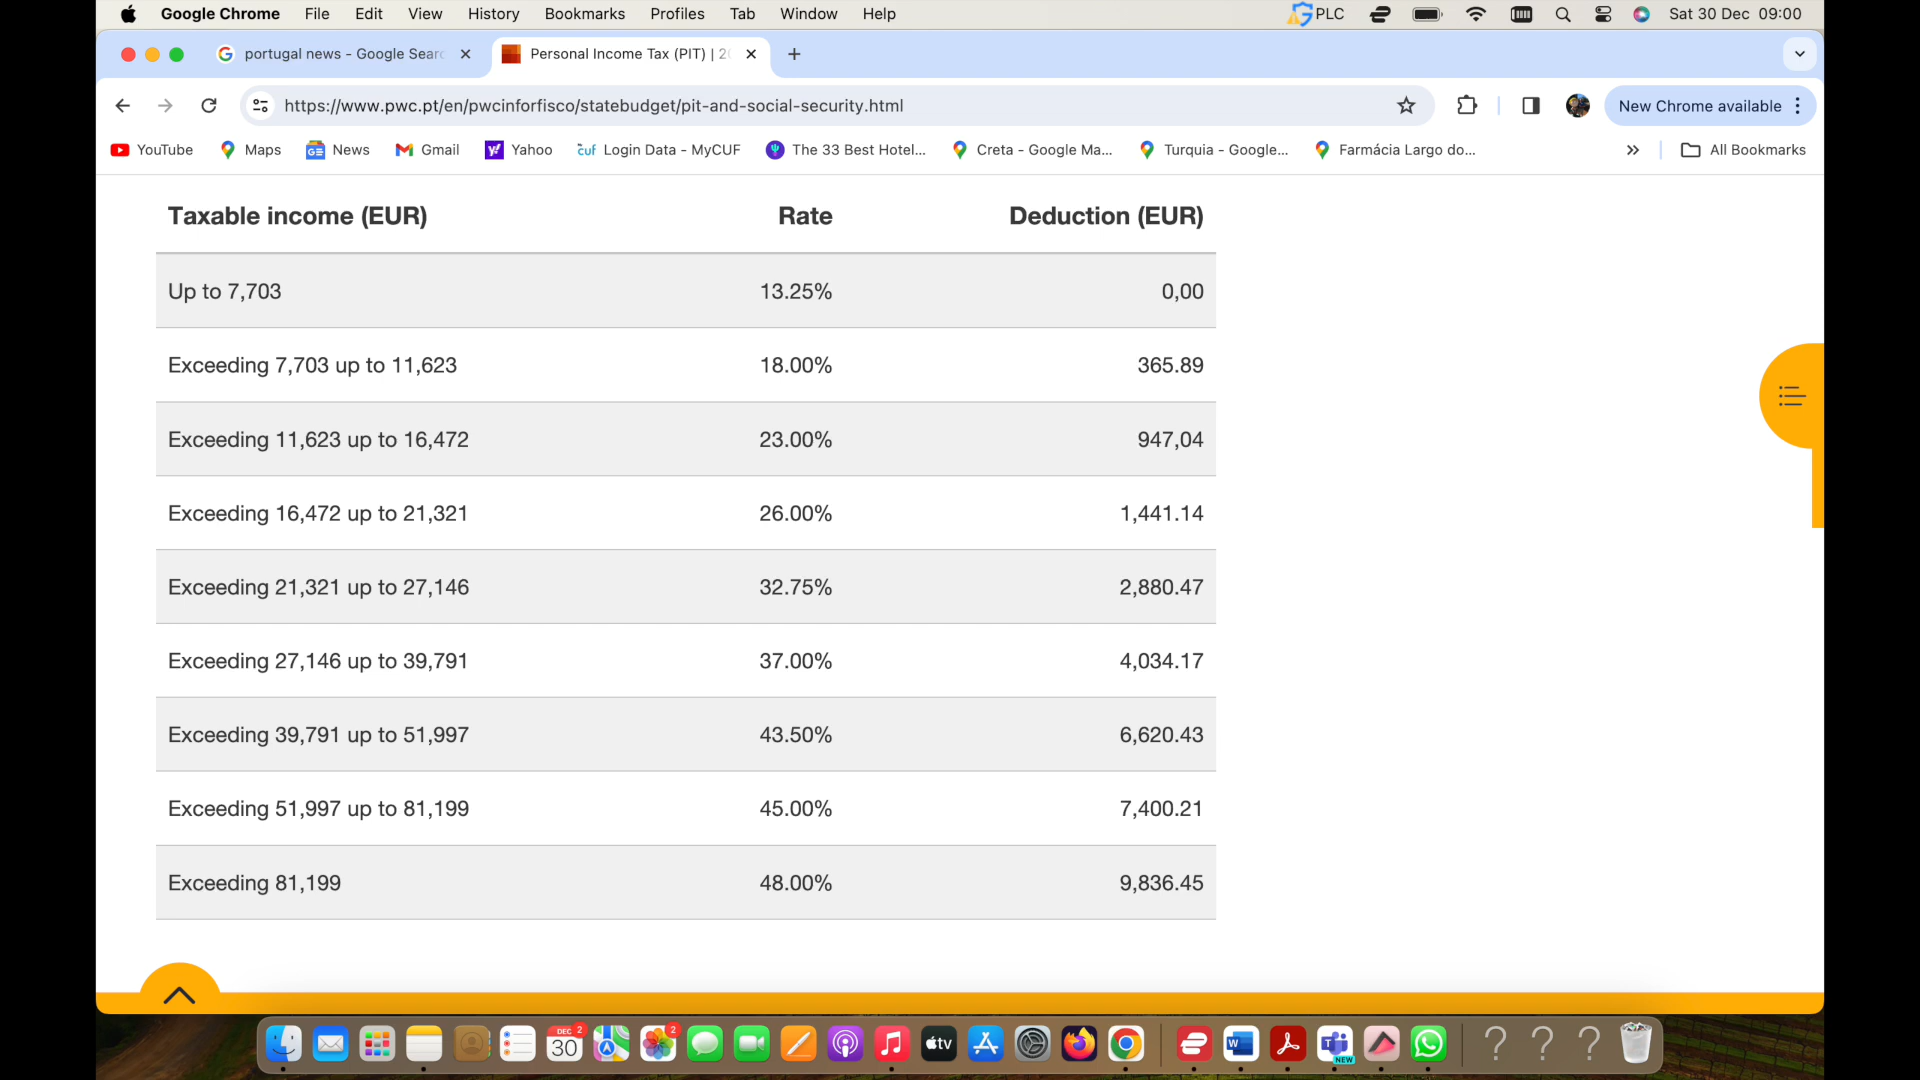 Google Chrome File Edit View History Bookmarks Profiles Tab Window Help PLC Sat 30 Dec 09:00
portugal news - Google Sear Personal Income Tax (PIT) | 20
https://www.pwc.pt/en/pwcinforfisco/statebudget/pit-and-social-security.html New Chrome available
YouTube Maps News Gmail Yahoo cuf Login Data - MyCUF The 33 Best Hotel... Creta - Google Ma... Turquia - Google... Farmácia Largo do... All Bookmarks
Taxable income (EUR) Rate Deduction (EUR)
Up to 7,703 13.25% 0,00
Exceeding 7,703 up to 11,623 18.00% 365.89
Exceeding 11,623 up to 16,472 23.00% 947,04
Exceeding 16,472 up to 21,321 26.00% 1,441.14
Exceeding 21,321 up to 27,146 32.75% 2,880.47
Exceeding 27,146 up to 39,791 37.00% 4,034.17
Exceeding 39,791 up to 51,997 43.50% 6,620.43
Exceeding 51,997 up to 81,199 45.00% 7,400.21
Exceeding 81,199 48.00% 9,836.45
DEC 2 30 2 tv W NEW ? ? ?